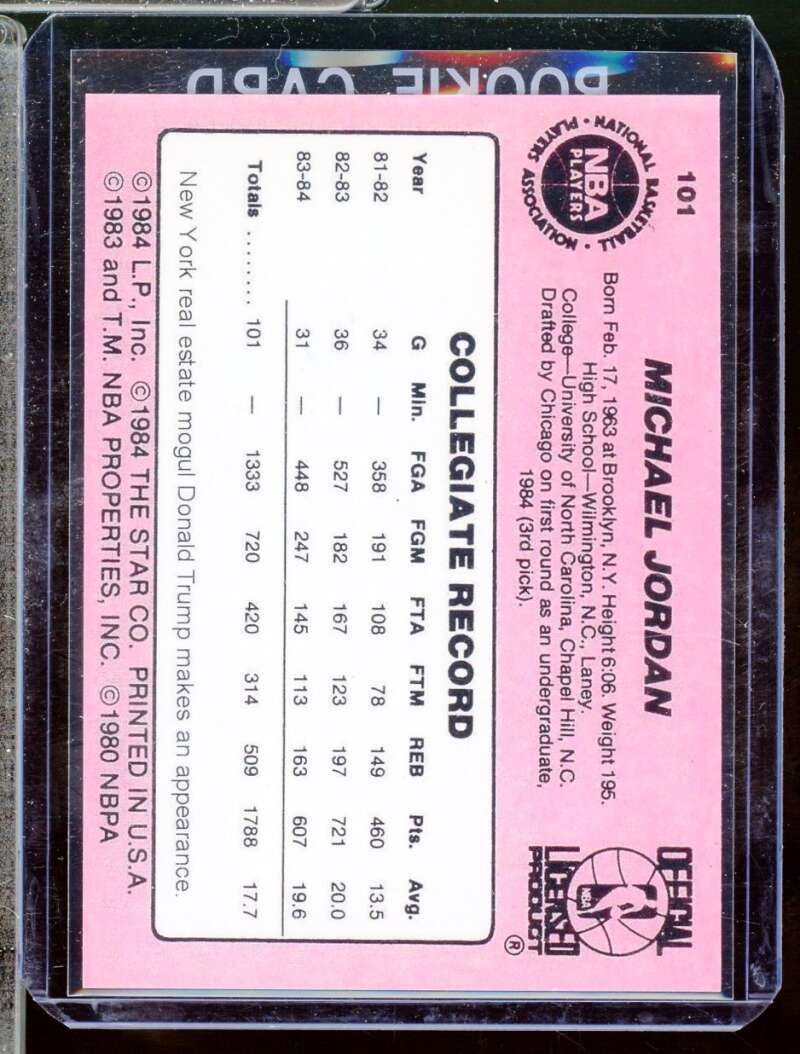 ROOKIE CARD
101
NATIONAL BASKETBALL
PLAYERS
ASSOCIATION
NBA
PLAYERS
MICHAEL JORDAN
Born Feb. 17, 1963 at Brooklyn, N.Y. Height 6:06. Weight 195.
High School—Wilmington, N.C., Laney.
College—University of North Carolina, Chapel Hill, N.C.
Drafted by Chicago on first round as an undergraduate,
1984 (3rd pick).
OFFICIAL
NBA
LICENSED
PRODUCT
®
COLLEGIATE RECORD
Year G Min. FGA FGM FTA FTM REB Pts. Avg.
81-82 34 — 358 191 108 78 149 460 13.5
82-83 36 — 527 182 167 123 197 721 20.0
83-84 31 — 448 247 145 113 163 607 19.6
Totals ........ 101 — 1333 720 420 314 509 1788 17.7
New York real estate mogul Donald Trump makes an appearance.
©1984 L.P., Inc. ©1984 THE STAR CO. PRINTED IN U.S.A.
©1983 and T.M. NBA PROPERTIES, INC. ©1980 NBPA